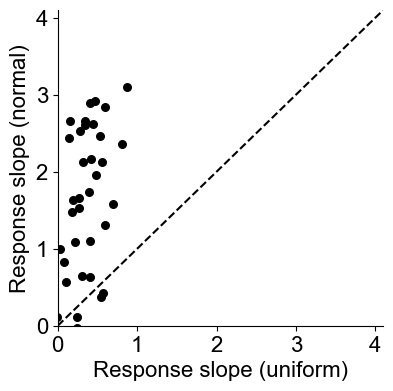 4
3
2
1
0
Response slope (normal)
0 1 2 3 4
Response slope (uniform)